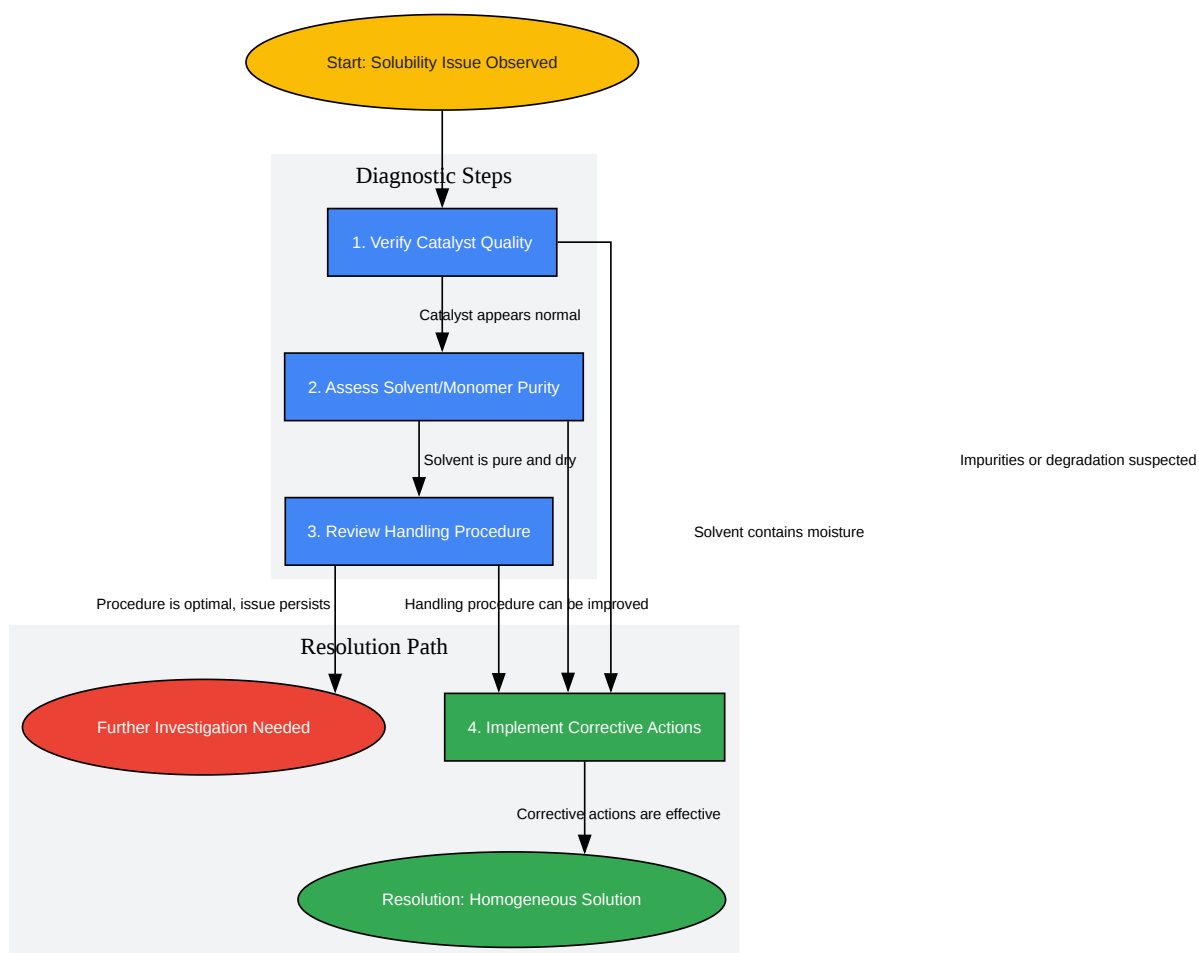 Start: Solubility Issue Observed
Diagnostic Steps
1. Verify Catalyst Quality
Catalyst appears normal
2. Assess Solvent/Monomer Purity
Solvent is pure and dry
Impurities or degradation suspected
3. Review Handling Procedure
Solvent contains moisture
Procedure is optimal, issue persists
Handling procedure can be improved
Resolution Path
Further Investigation Needed
4. Implement Corrective Actions
Corrective actions are effective
Resolution: Homogeneous Solution